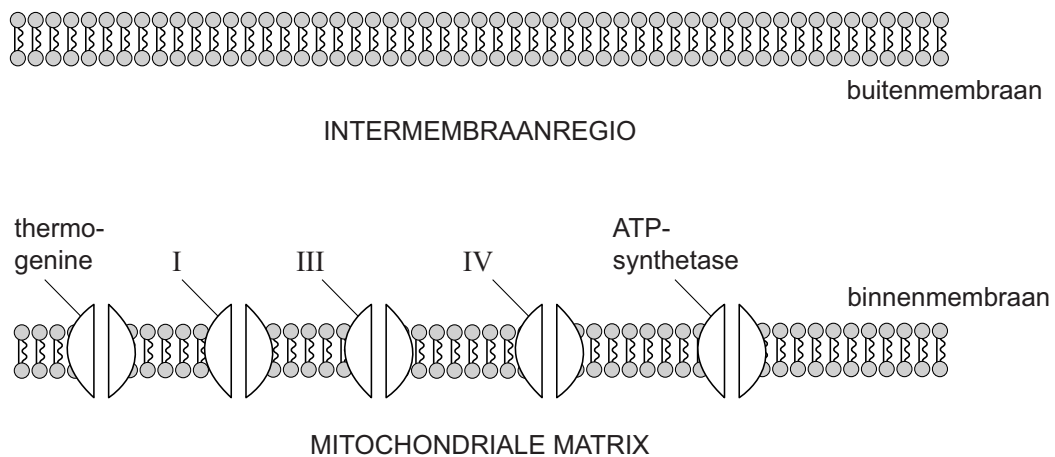 buitenmembraan
INTERMEMBRAANREGIO
thermo-
genine
I
III
IV
ATP-
synthetase
binnenmembraan
MITOCHONDRIALE MATRIX